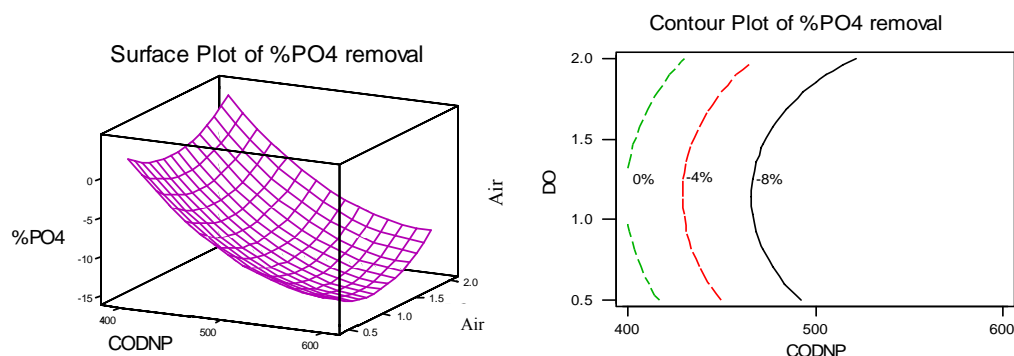 Surface Plot of %PO4 removal
0
-5
%PO4
-10
-15
400
500
600
CODNP
0.5
1.0
1.5
2.0
Air
Air
Contour Plot of %PO4 removal
2.0
1.5
DO
1.0
0.5
0%
-4%
-8%
400
500
600
CODNP